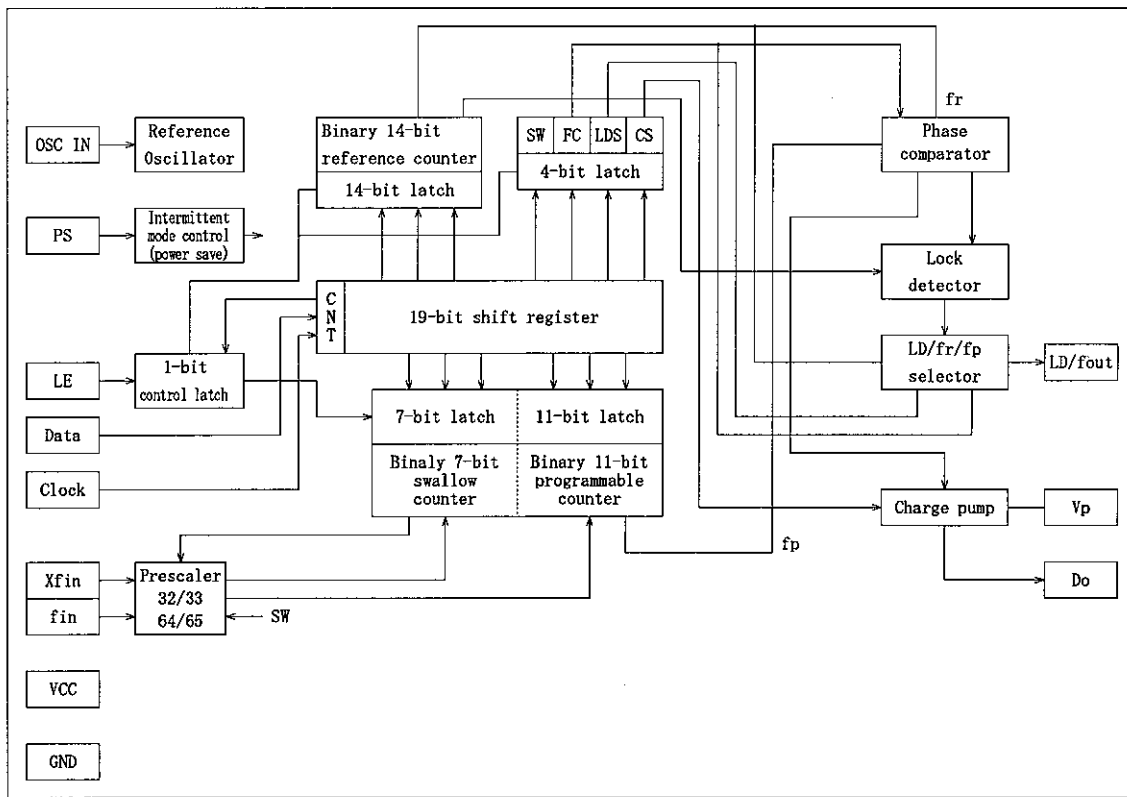 fr
OSC IN
Reference
Oscillator
Binary 14-bit
reference counter
14-bit latch
SW
FC
LDS
CS
4-bit latch
Phase
comparator
PS
Intermittent
mode control
(power save)
Lock
detector
C
N
T
19-bit shift register
LD/fr/fp
selector
LD/fout
LE
1-bit
control latch
7-bit latch
11-bit latch
Data
Binaly 7-bit
swallow
counter
Binary 11-bit
programmable
counter
Clock
Charge pump
Vp
fp
Xfin
fin
Prescaler
32/33
64/65
SW
Do
VCC
GND